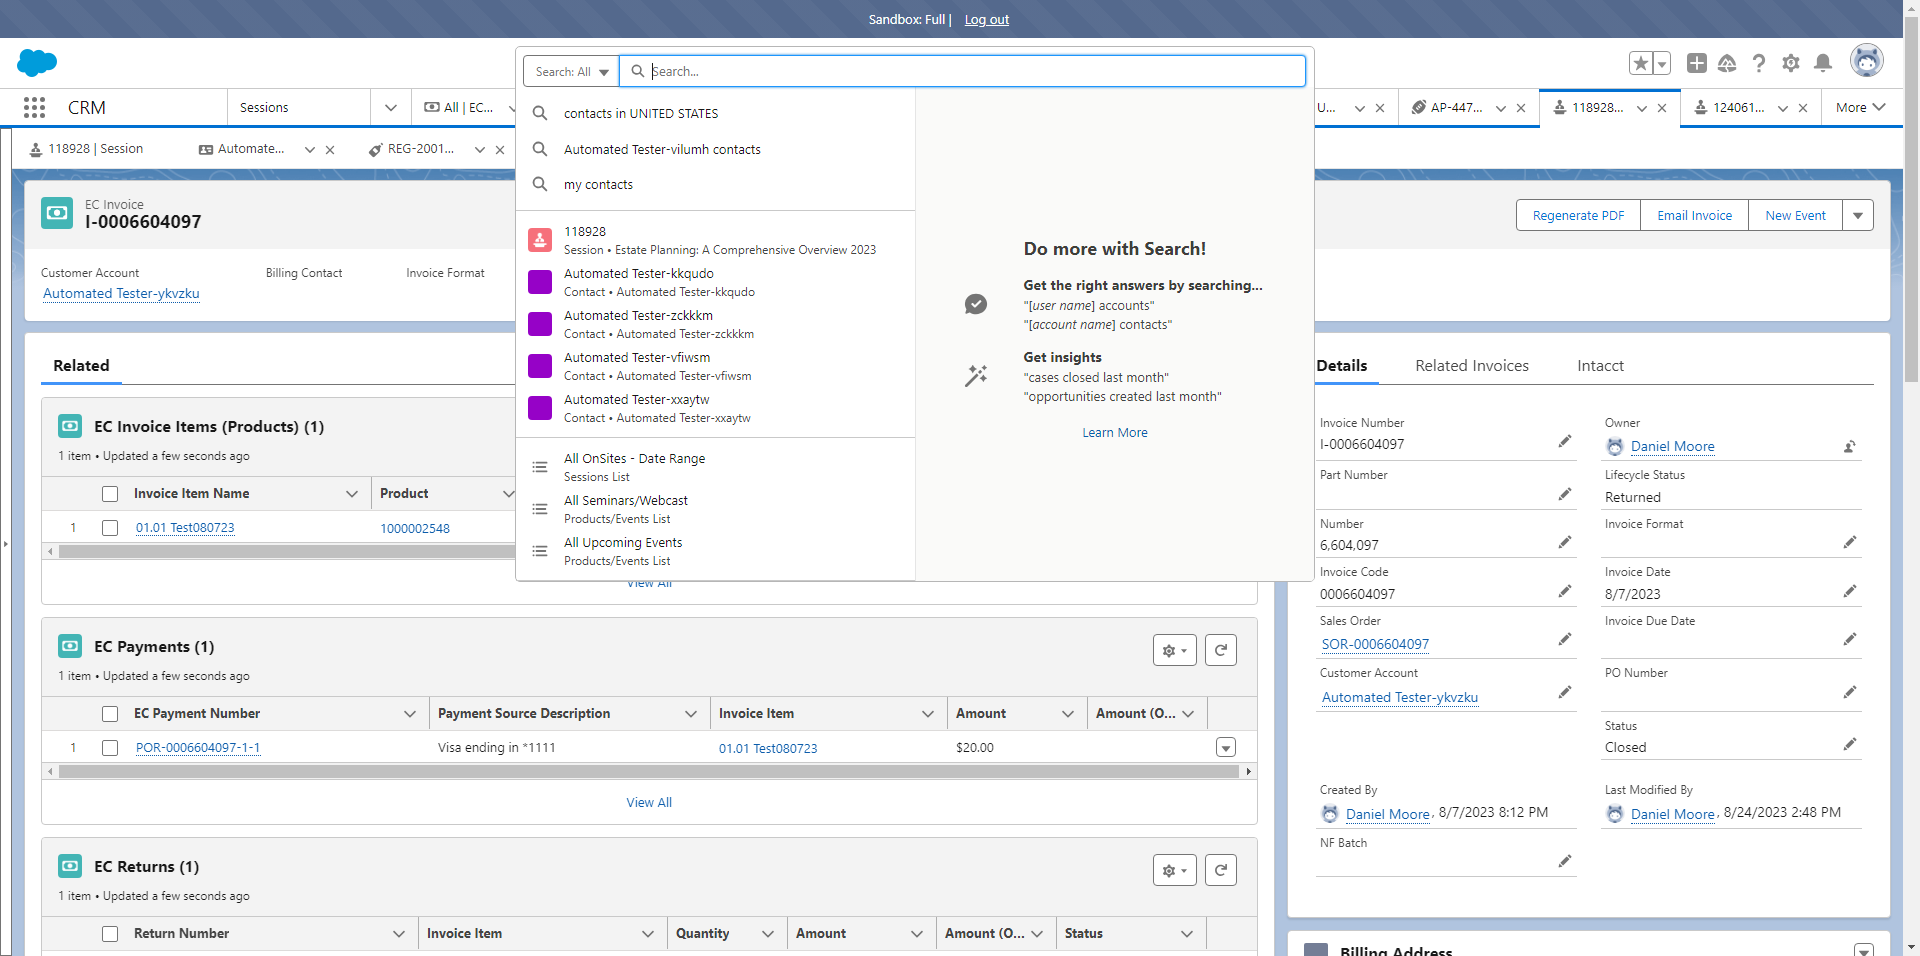 Sandbox: Full | Log out
Search: All
Search...
CRM
Sessions
All | EC...
U...
AP-447...
118928...
124061...
More
118928 | Session
Automate...
REG-2001...
contacts in UNITED STATES
Automated Tester-vilumh contacts
my contacts
118928
Session • Estate Planning: A Comprehensive Overview 2023
Automated Tester-kkqudo
Contact • Automated Tester-kkqudo
Automated Tester-zckkkm
Contact • Automated Tester-zckkkm
Automated Tester-vfiwsm
Contact • Automated Tester-vfiwsm
Automated Tester-xxaytw
Contact • Automated Tester-xxaytw
All OnSites - Date Range
Sessions List
All Seminars/Webcast
Products/Events List
All Upcoming Events
Products/Events List
Do more with Search!
Get the right answers by searching...
"[user name] accounts"
"[account name] contacts"
Get insights
"cases closed last month"
"opportunities created last month"
Learn More
EC Invoice
I-0006604097
Regenerate PDF
Email Invoice
New Event
Customer Account
Billing Contact
Invoice Format
Automated Tester-ykvzku
Related
EC Invoice Items (Products) (1)
1 item • Updated a few seconds ago
Invoice Item Name
Product
1
01.01 Test080723
1000002548
View All
EC Payments (1)
1 item • Updated a few seconds ago
EC Payment Number
Payment Source Description
Invoice Item
Amount
Amount (O...
1
POR-0006604097-1-1
Visa ending in *1111
01.01 Test080723
$20.00
View All
EC Returns (1)
1 item • Updated a few seconds ago
Return Number
Invoice Item
Quantity
Amount
Amount (O...
Status
Details
Related Invoices
Intacct
Invoice Number
I-0006604097
Owner
Daniel Moore
Part Number
Lifecycle Status
Returned
Number
6,604,097
Invoice Format
Invoice Code
0006604097
Invoice Date
8/7/2023
Sales Order
SOR-0006604097
Invoice Due Date
Customer Account
Automated Tester-ykvzku
PO Number
Status
Closed
Created By
Daniel Moore, 8/7/2023 8:12 PM
Last Modified By
Daniel Moore, 8/24/2023 2:48 PM
NF Batch
Billing Address